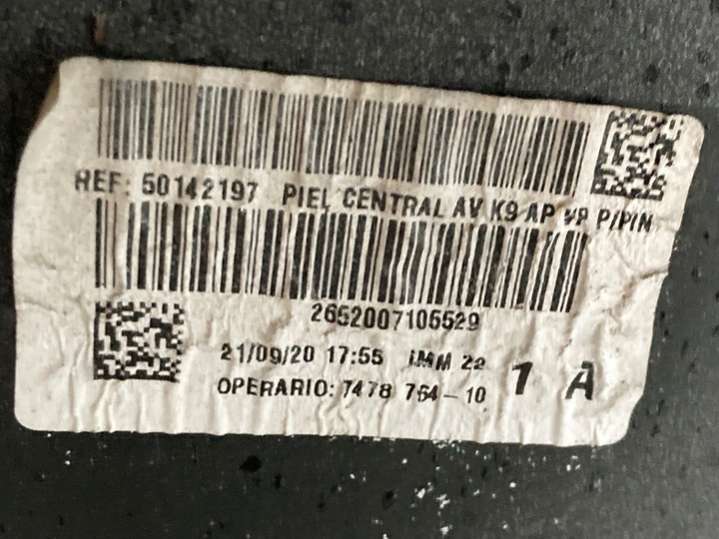 REF: 50142197 PIEL CENTRAL AV K9 AP VP P/PIN
2652007105529
21/09/20 17:55 IMM 22
OPERARIO: 7478 754-10
1 A